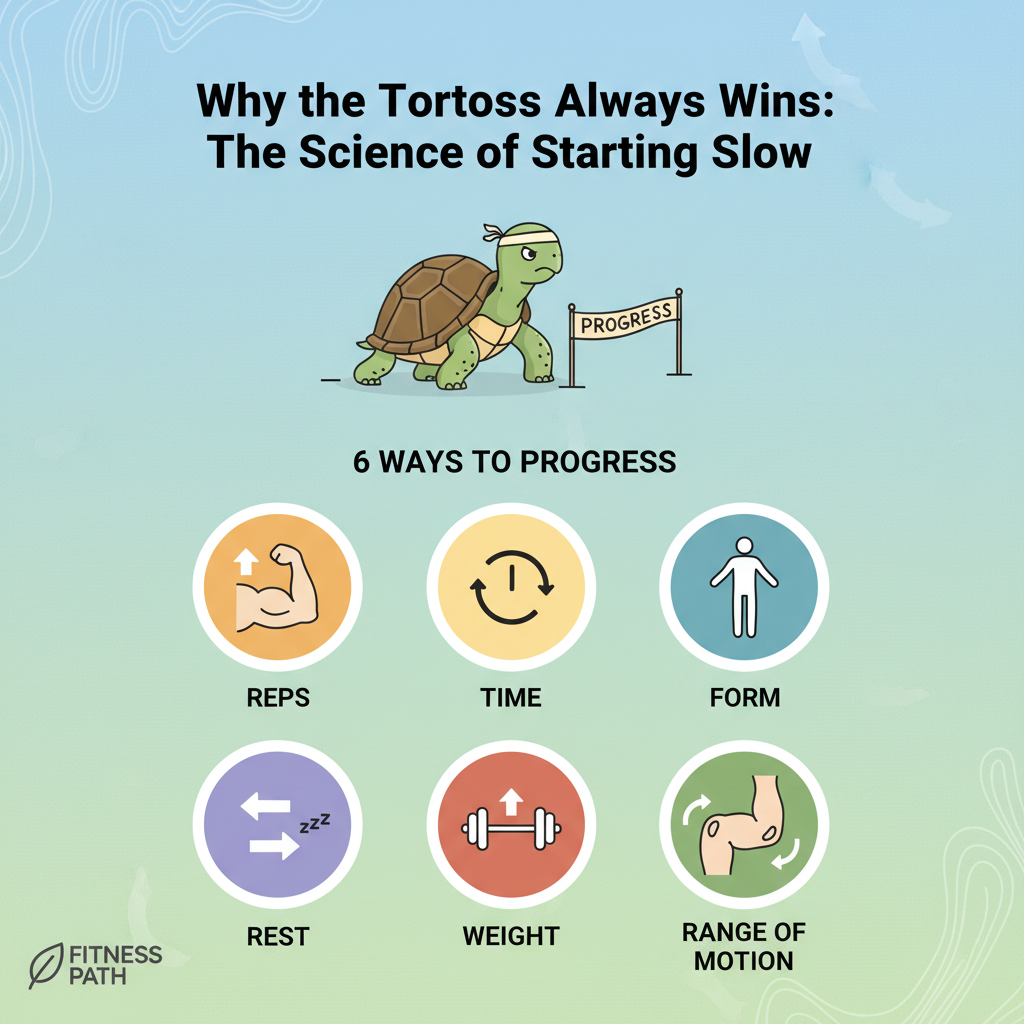 Why the Tortoss Always Wins:
The Science of Starting Slow
PROGRESS
6 WAYS TO PROGRESS
REPS
TIME
FORM
zzz
REST
WEIGHT
RANGE OF
MOTION
FITNESS
PATH